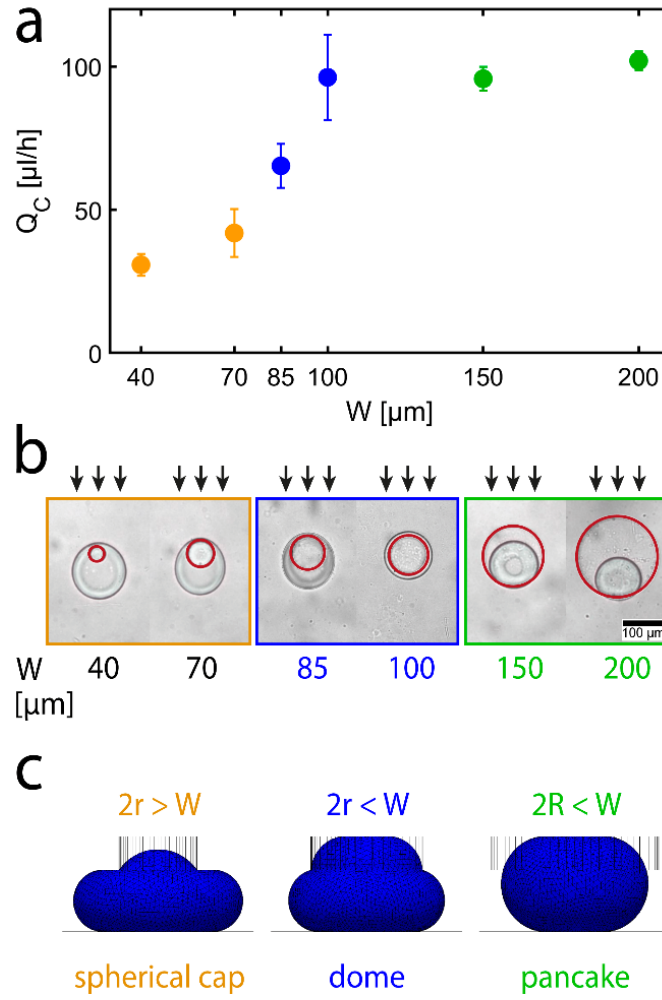 a
100
50
0
Q_C [µl/h]
40 70 85 100 150 200
W [µm]
b
100 µm
W 40 70 85 100 150 200
[µm]
c
2r > W 2r < W 2R < W
spherical cap dome pancake